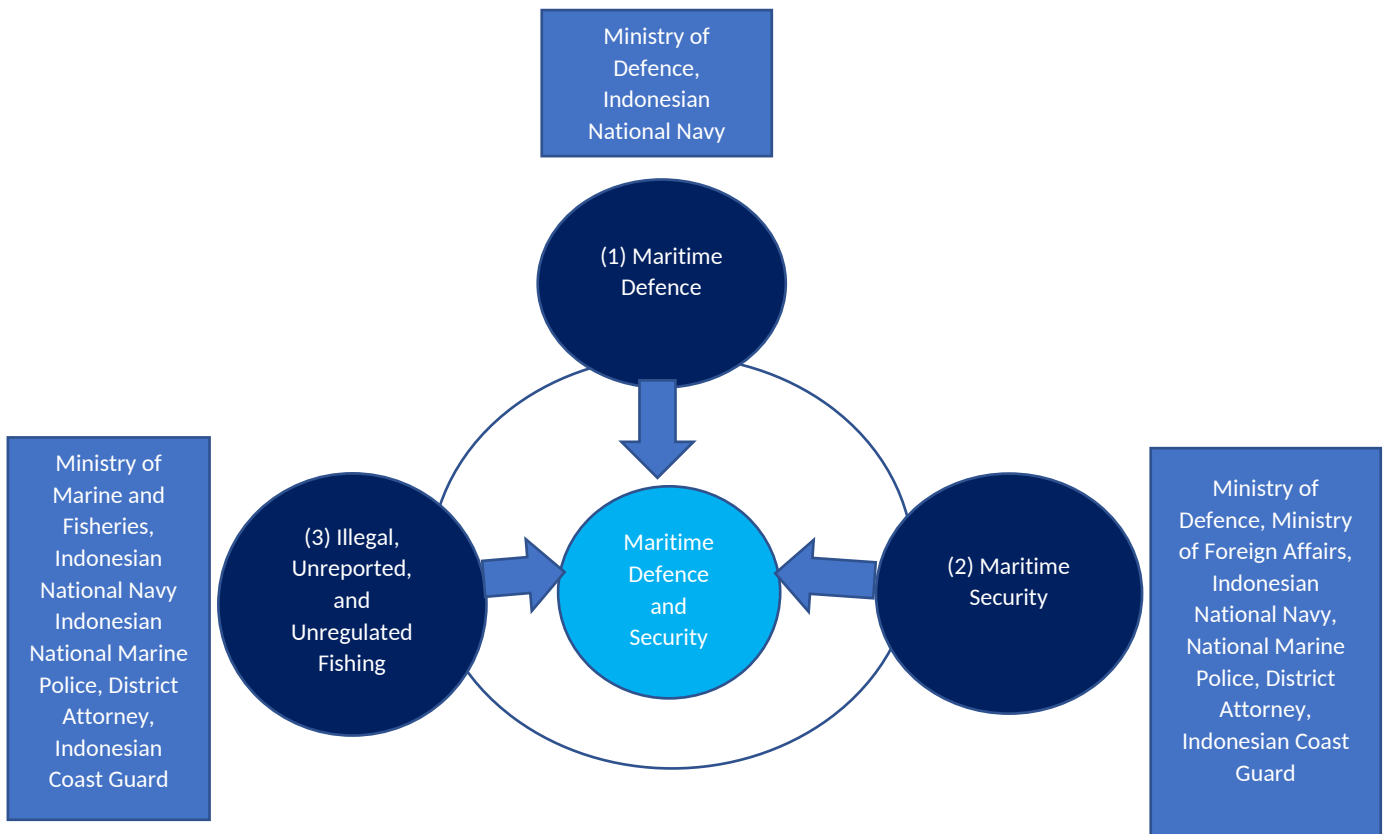 Ministry of
Defence,
Indonesian
National Navy
(1) Maritime
Defence
Ministry of
Marine and
Fisheries,
Indonesian
National Navy
Indonesian
National Marine
Police, District
Attorney,
Indonesian
Coast Guard
(3) Illegal,
Unreported,
and
Unregulated
Fishing
Maritime
Defence
and
Security
(2) Maritime
Security
Ministry of
Defence, Ministry
of Foreign Affairs,
Indonesian
National Navy,
National Marine
Police, District
Attorney,
Indonesian Coast
Guard